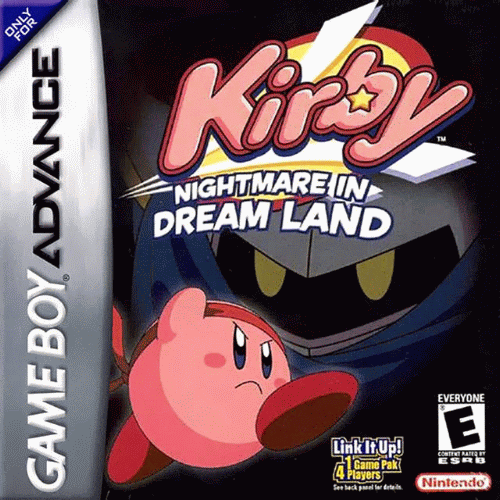 ONLY
FOR
GAME BOY ADVANCE
Kirby
TM
NIGHTMARE IN
DREAM LAND
Link It Up!
1 Game Pak
4 Players
See back panel for details.
EVERYONE
E
CONTENT RATED BY
ESRB
Nintendo